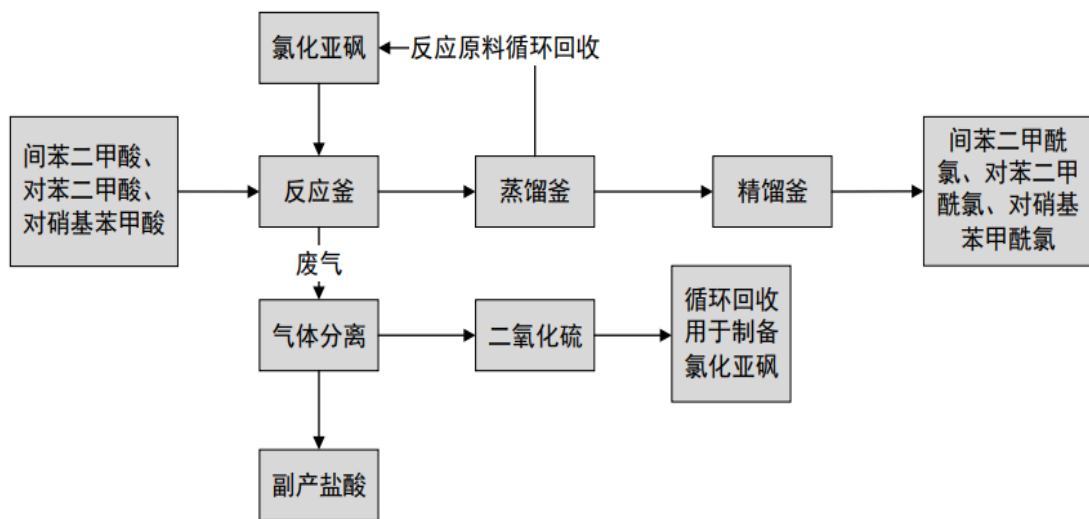 氯化亚砜
反应原料循环回收
间苯二甲酸、
对苯二甲酸、
对硝基苯甲酸
反应釜
蒸馏釜
精馏釜
间苯二甲酰
氯、对苯二甲
酰氯、对硝基
苯甲酰氯
废气
气体分离
二氧化硫
循环回收
用于制备
氯化亚砜
副产盐酸